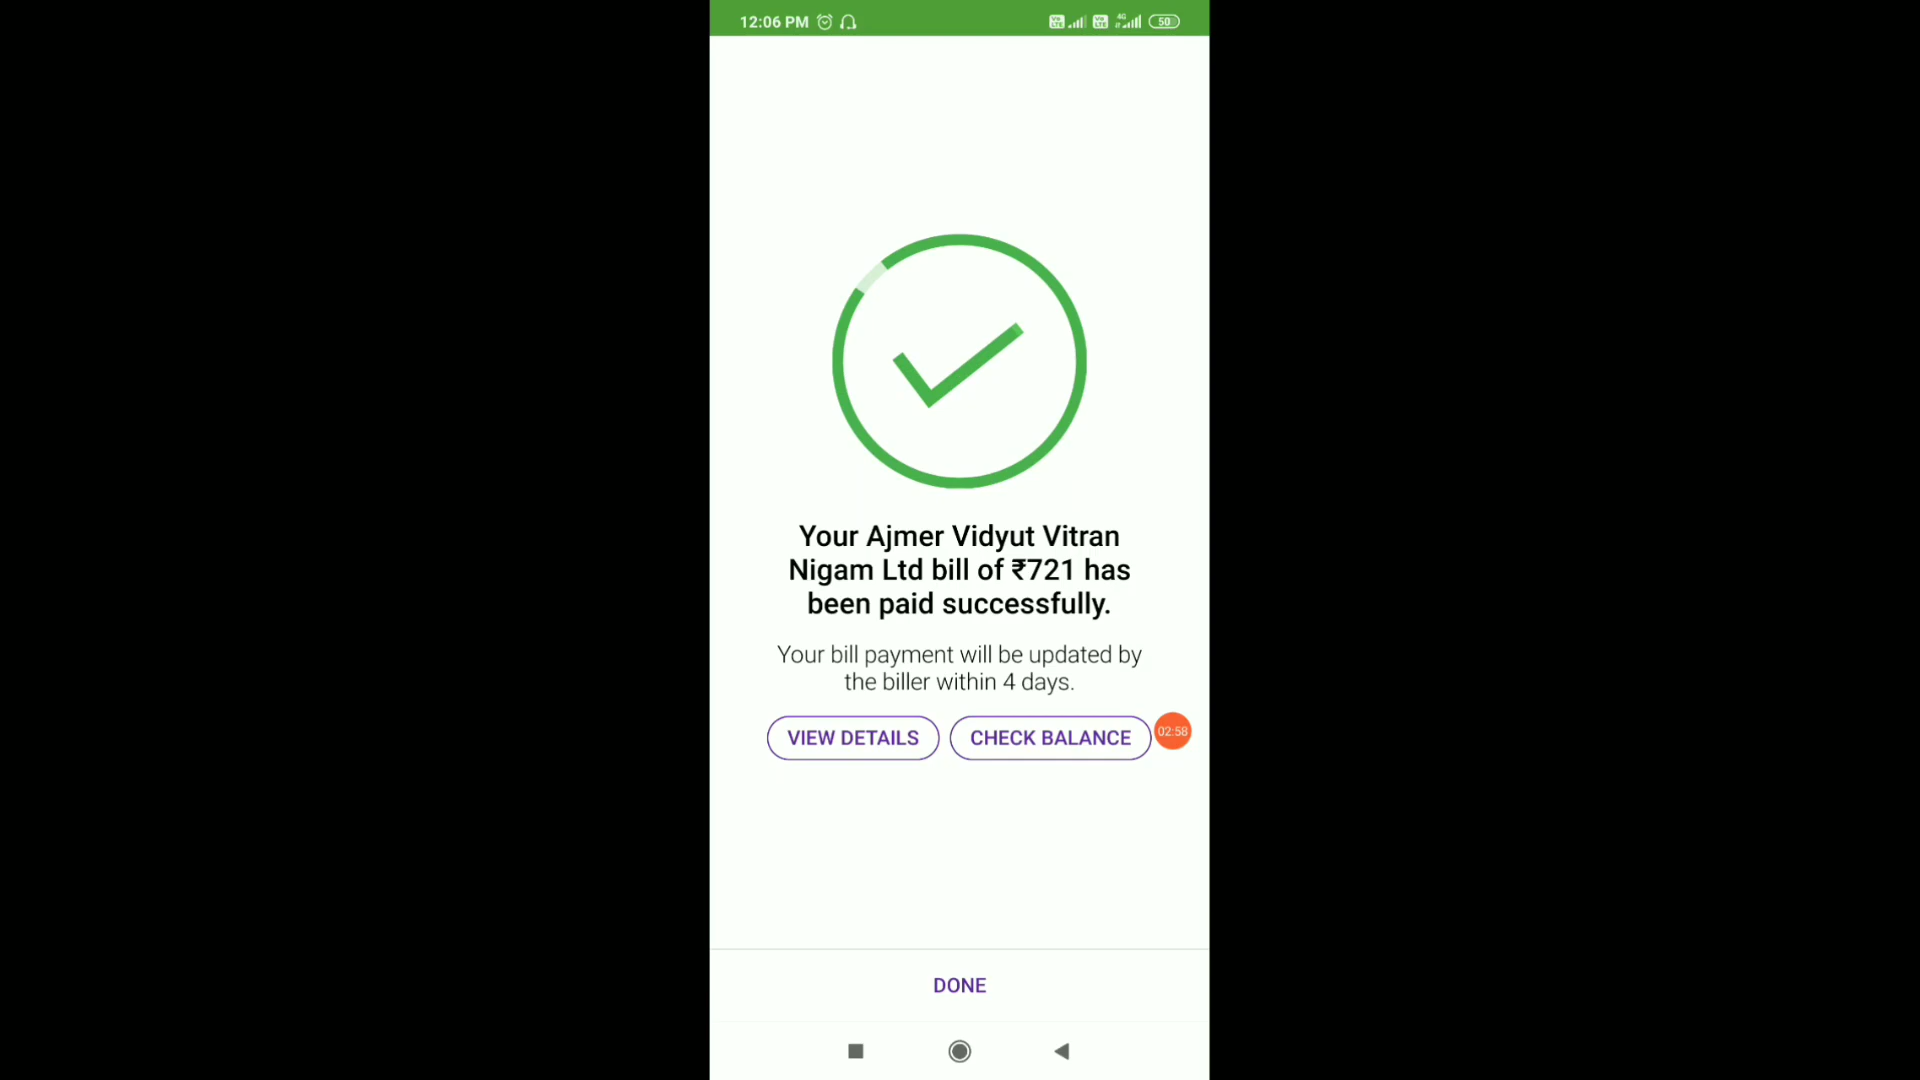 12:06 PM
4G
50
Your Ajmer Vidyut Vitran
Nigam Ltd bill of ₹721 has
been paid successfully.
Your bill payment will be updated by
the biller within 4 days.
VIEW DETAILS
CHECK BALANCE
02:58
DONE